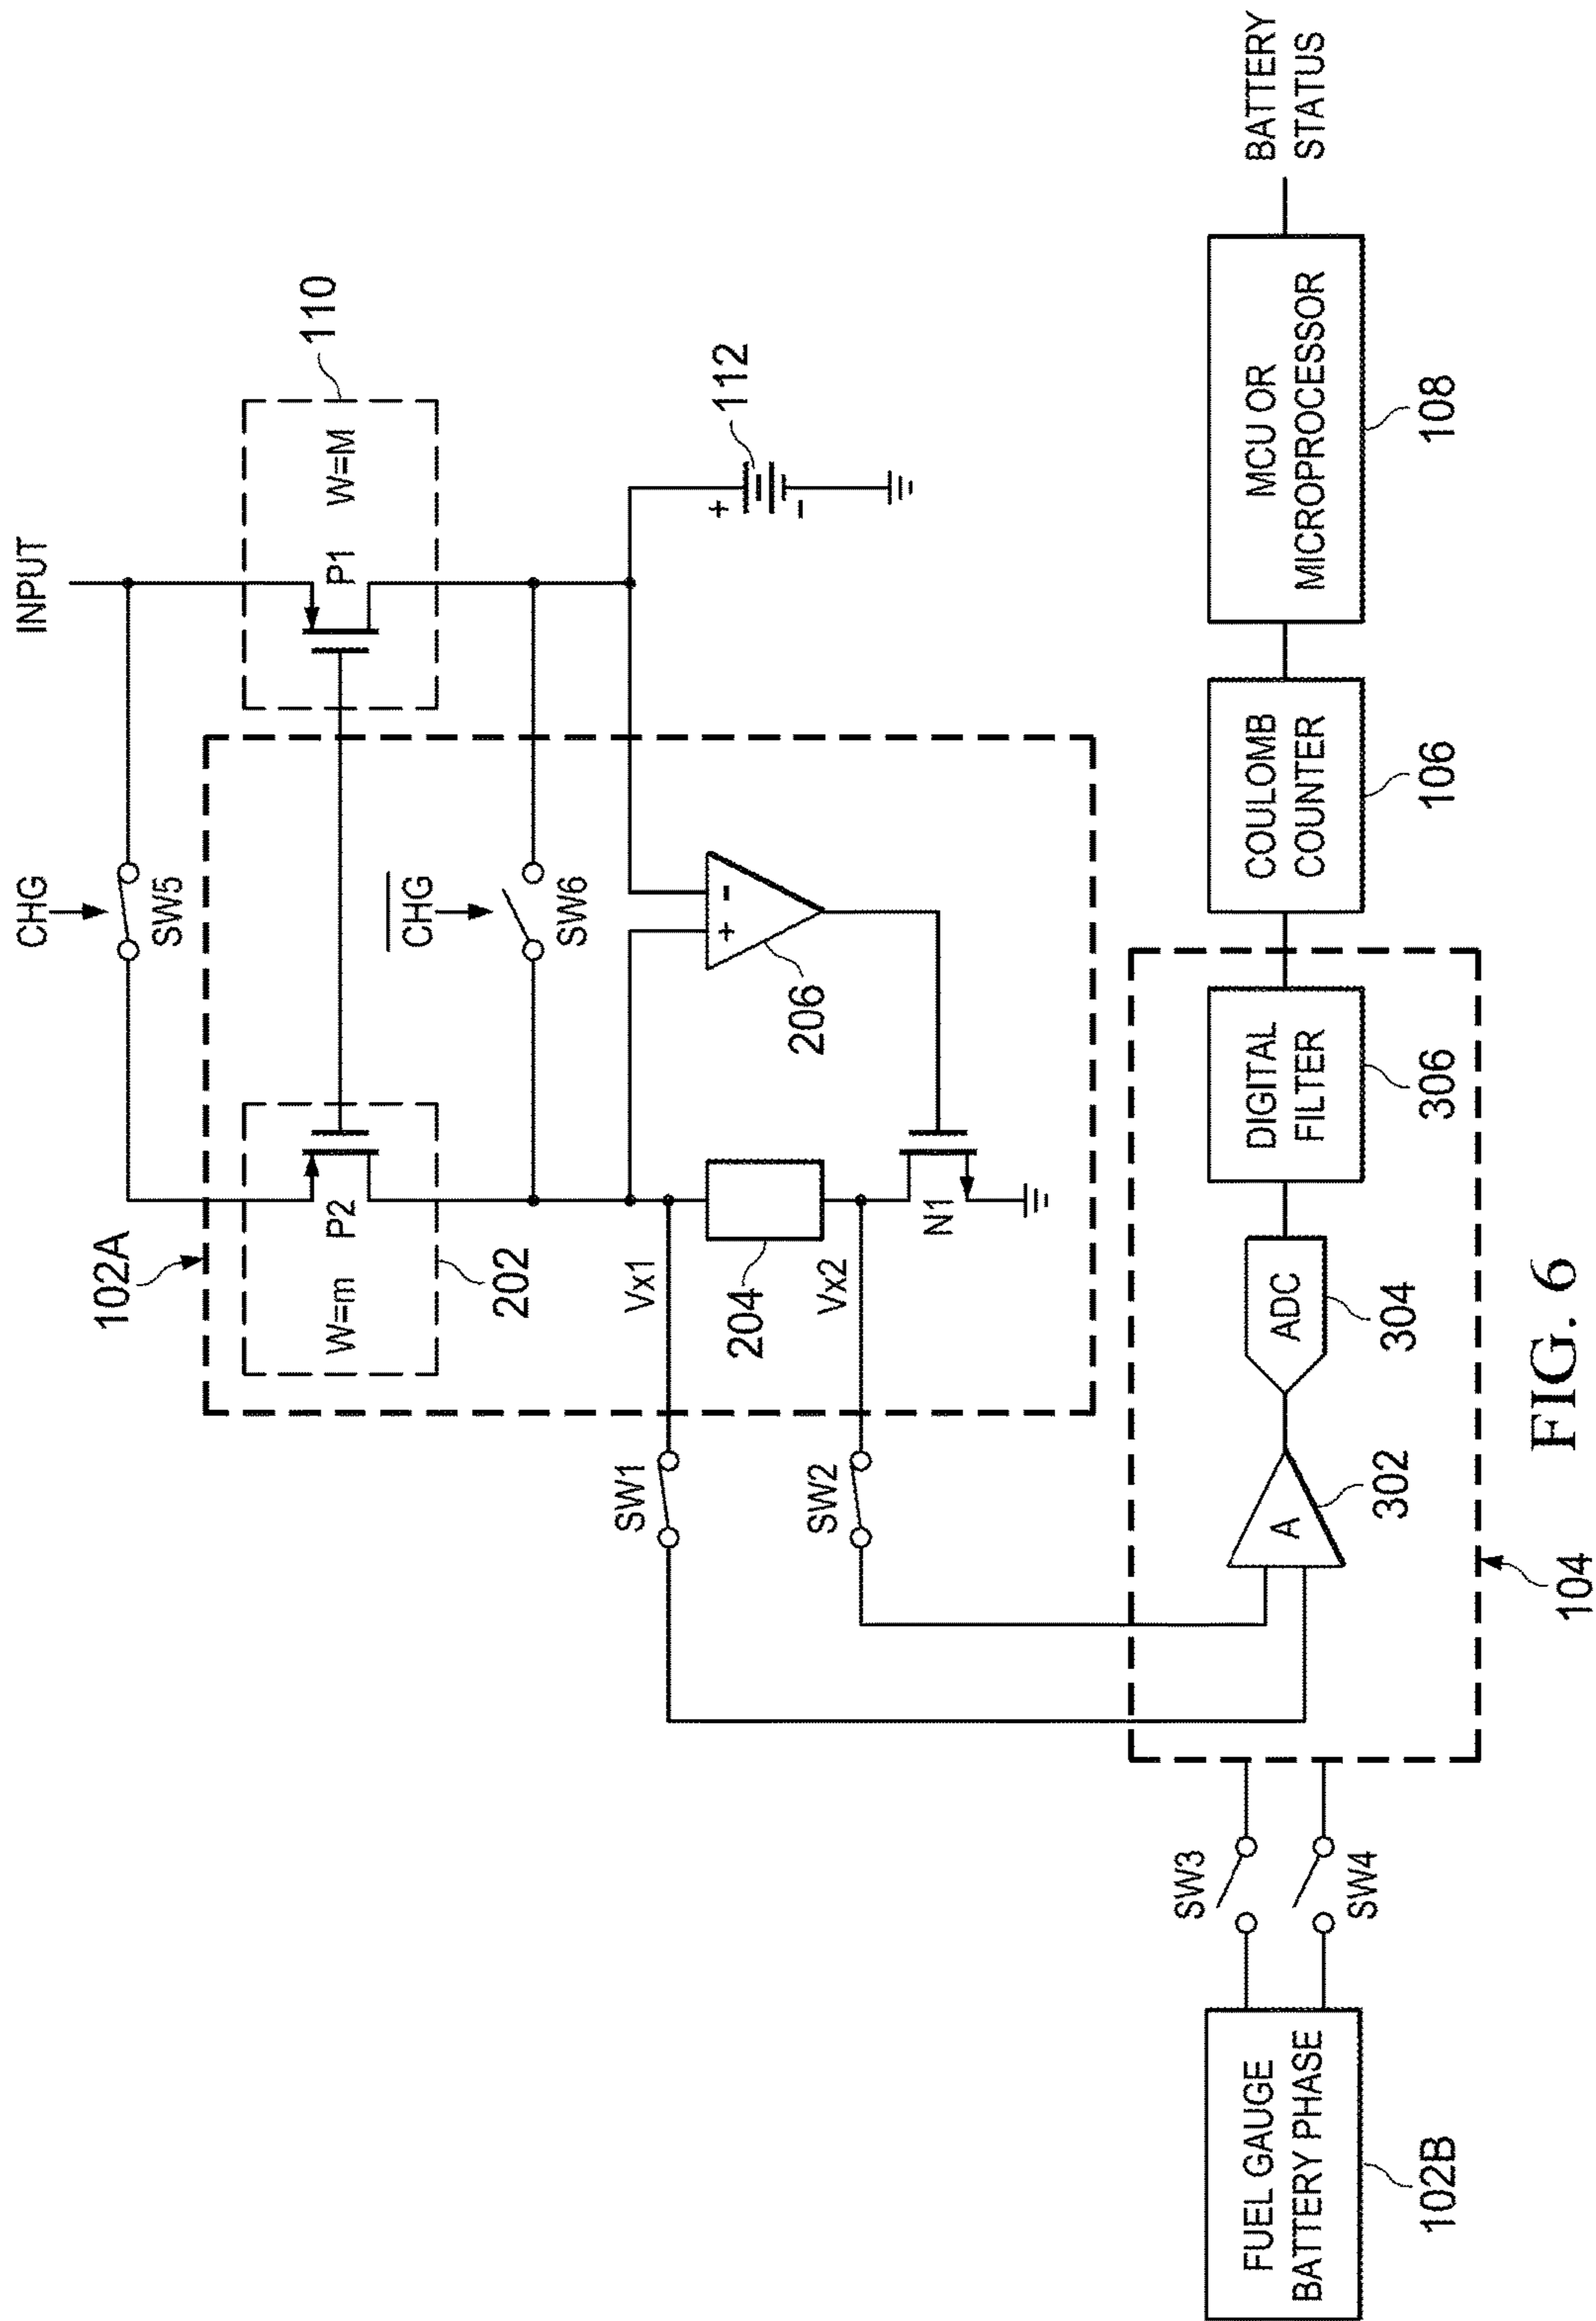 INPUT
CHG
SW5
110
W=M
P1
102A
W=m
P2
202
CHG
SW6
112
+
-
+
-
206
Vx1
204
Vx2
N1
SW1
SW2
BATTERY
STATUS
MCU OR
MICROPROCESSOR
108
COULOMB
COUNTER
106
DIGITAL
FILTER
306
ADC
304
A
302
104
SW3
SW4
FUEL GAUGE
BATTERY PHASE
102B
FIG. 6